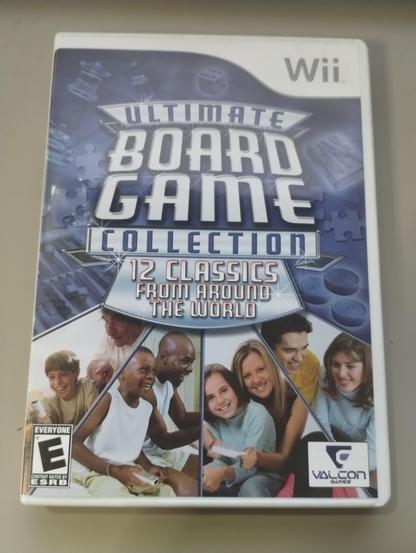 Wii
ULTIMATE
BOARD
GAME
COLLECTION
12 CLASSICS
FROM AROUND
THE WORLD
EVERYONE
E
CONTENT RATED BY
ESRB
VALCON
GAMES